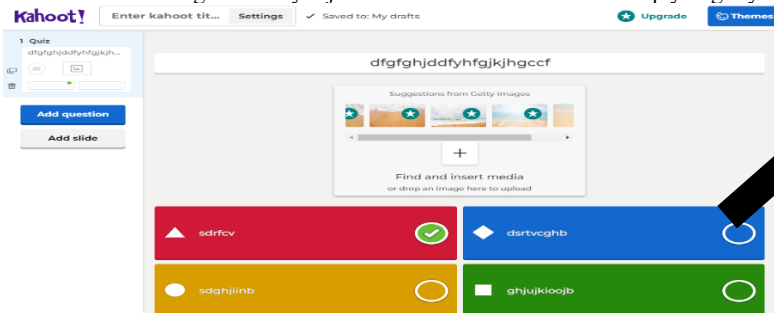 Kahoot! Enter kahoot tit... Settings ✓ Saved to: My drafts Upgrade Themes
1 Quiz
dfgfghjddfyhfgjkjh...
Add question
Add slide
dfgfghjddfyhfgjkjhgccf
Suggestions from Getty Images
+
Find and insert media
or drop an image here to upload
sdrfcv
dsrtvcghb
sdghjiinb
ghjujkioojb